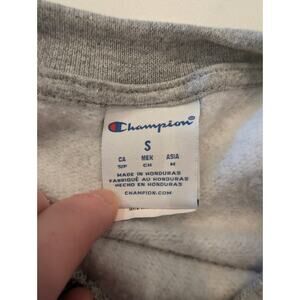 Champion
S
CA MEX ASIA
S/P CH M
MADE IN HONDURAS
FABRIQUÉ AU HONDURAS
HECHO EN HONDURAS
CHAMPION.COM